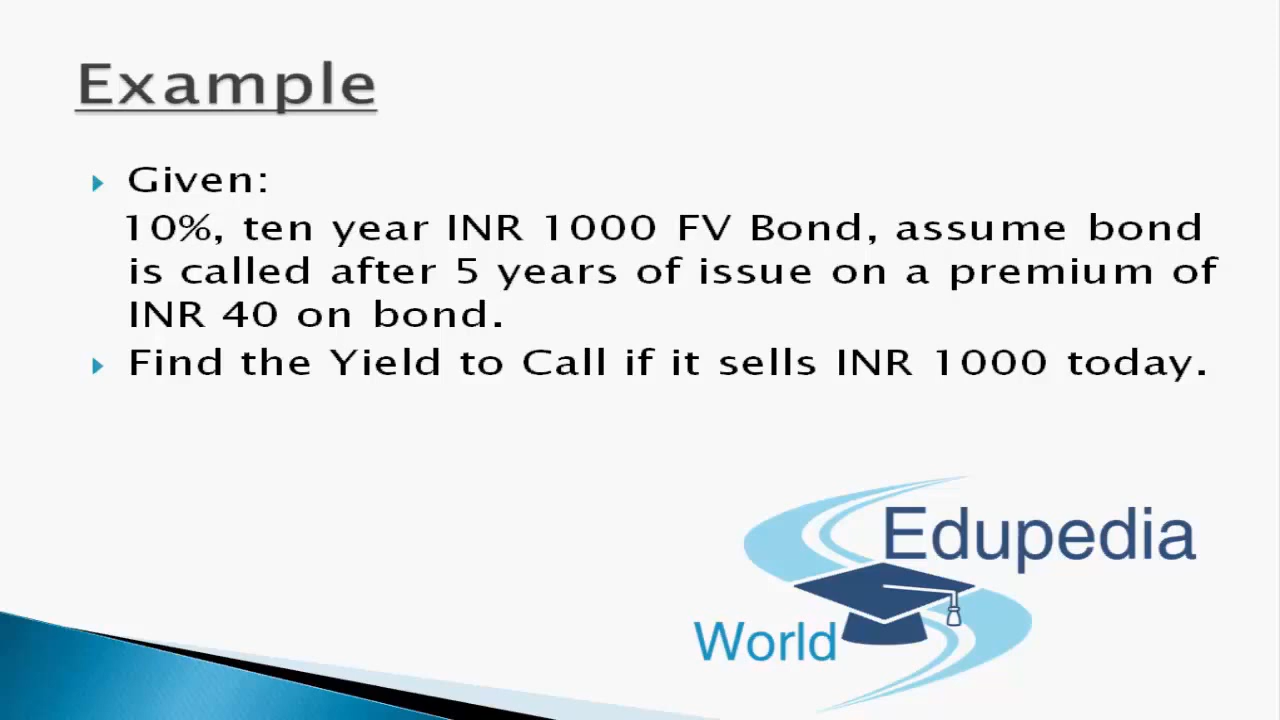 Example
Given:
10%, ten year INR 1000 FV Bond, assume bond
is called after 5 years of issue on a premium of
INR 40 on bond.
Find the Yield to Call if it sells INR 1000 today.
Edupedia
World